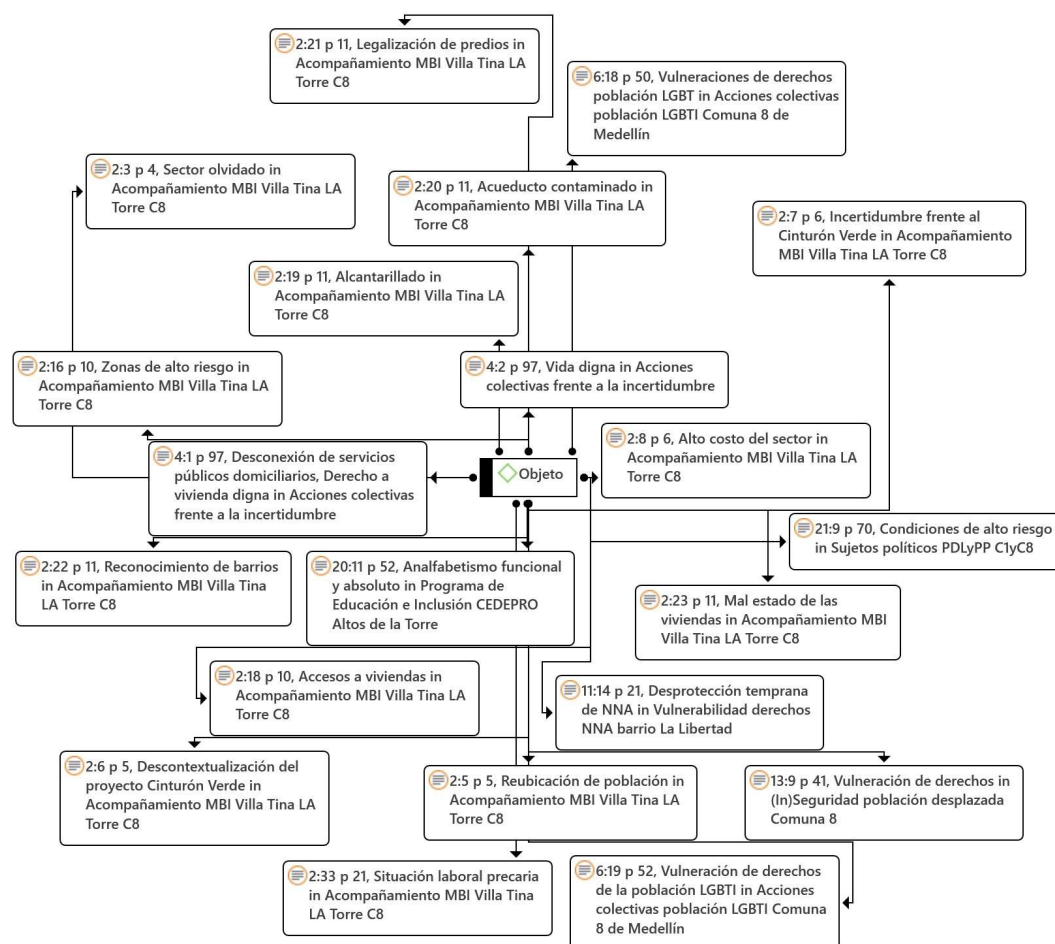 2:21 p 11, Legalización de predios in
Acompañamiento MBI Villa Tina LA
Torre C8
6:18 p 50, Vulneraciones de derechos
población LGBT in Acciones colectivas
población LGBTI Comuna 8 de
Medellín
2:3 p 4, Sector olvidado in
Acompañamiento MBI Villa Tina LA
Torre C8
2:20 p 11, Acueducto contaminado in
Acompañamiento MBI Villa Tina LA
Torre C8
2:7 p 6, Incertidumbre frente al
Cinturón Verde in Acompañamiento
MBI Villa Tina LA Torre C8
2:19 p 11, Alcantarillado in
Acompañamiento MBI Villa Tina LA
Torre C8
2:16 p 10, Zonas de alto riesgo in
Acompañamiento MBI Villa Tina LA
Torre C8
4:2 p 97, Vida digna in Acciones
colectivas frente a la incertidumbre
2:8 p 6, Alto costo del sector in
Acompañamiento MBI Villa Tina LA
Torre C8
4:1 p 97, Desconexión de servicios
públicos domiciliarios, Derecho a
vivienda digna in Acciones colectivas
frente a la incertidumbre
Objeto
21:9 p 70, Condiciones de alto riesgo
in Sujetos políticos PDLyPP C1yC8
2:22 p 11, Reconocimiento de barrios
in Acompañamiento MBI Villa Tina
LA Torre C8
20:11 p 52, Analfabetismo funcional
y absoluto in Programa de
Educación e Inclusión CEDEPRO
Altos de la Torre
2:23 p 11, Mal estado de las
viviendas in Acompañamiento MBI
Villa Tina LA Torre C8
2:18 p 10, Accesos a viviendas in
Acompañamiento MBI Villa Tina LA
Torre C8
11:14 p 21, Desprotección temprana
de NNA in Vulnerabilidad derechos
NNA barrio La Libertad
2:6 p 5, Descontextualización del
proyecto Cinturón Verde in
Acompañamiento MBI Villa Tina LA
Torre C8
2:5 p 5, Reubicación de población in
Acompañamiento MBI Villa Tina LA
Torre C8
13:9 p 41, Vulneración de derechos in
(In)Seguridad población desplazada
Comuna 8
2:33 p 21, Situación laboral precaria
in Acompañamiento MBI Villa Tina
LA Torre C8
6:19 p 52, Vulneración de derechos
de la población LGBTI in Acciones
colectivas población LGBTI Comuna
8 de Medellín